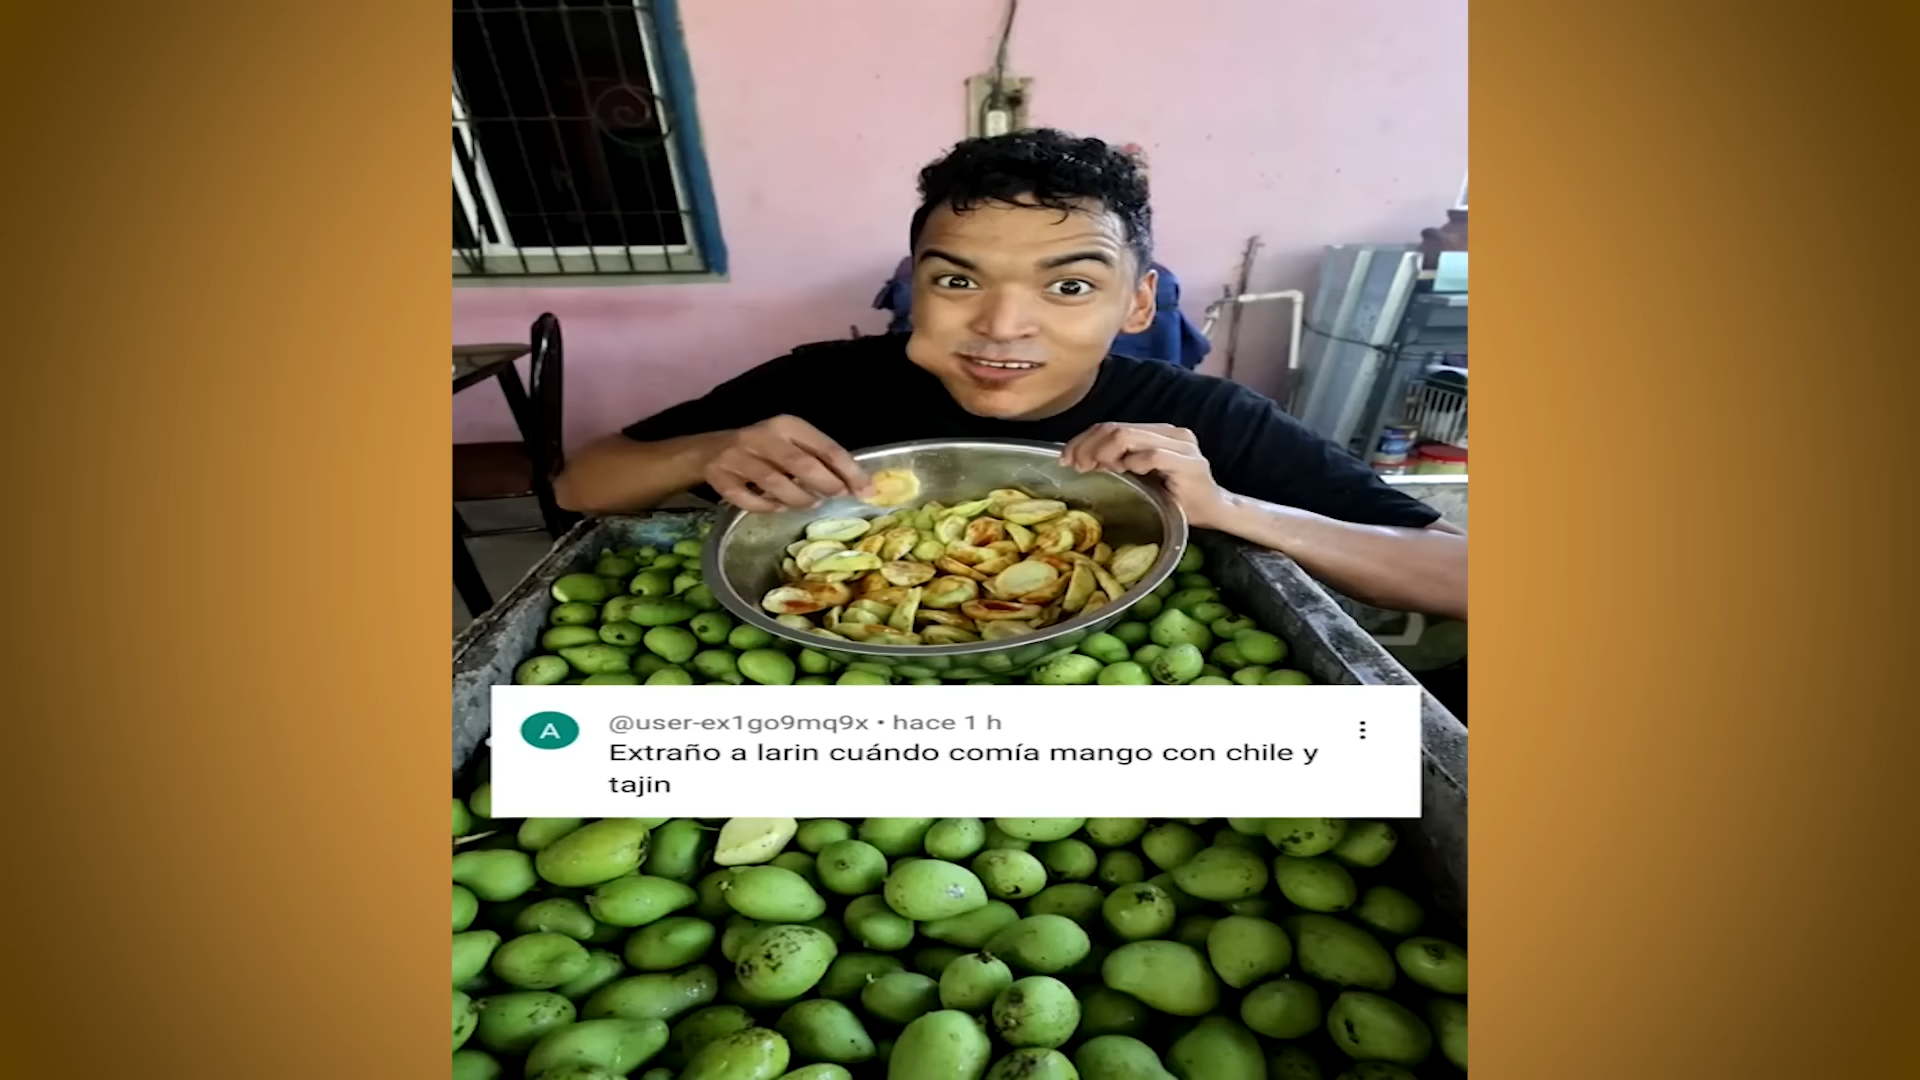 A
@user-ex1go9mq9x • hace 1 h
Extraño a larin cuándo comía mango con chile y
tajin